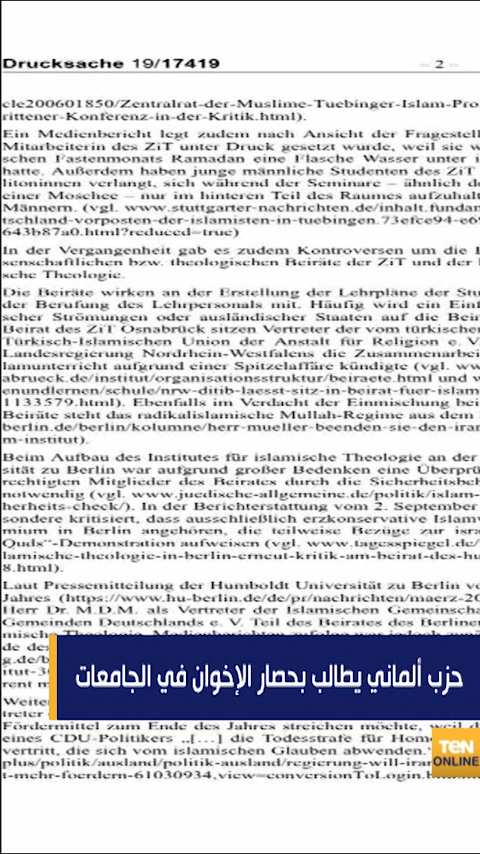 Drucksache 19/17419
– 2 –
cle200601850/Zentralrat-der-Muslime-Tuebinger-Islam-Pro
rittener-Konferenz-in-der-Kritik.html).
Ein Medienbericht legt zudem nach Ansicht der Fragestell
Mitarbeiterin des ZiT unter Druck gesetzt wurde, weil sie w
schen Fastenmonats Ramadan eine Flasche Wasser unter i
hatte. Außerdem haben junge männliche Studenten des ZiT
litoninnen verlangt, sich während der Seminare – ähnlich d
einer Moschee – nur im hinteren Teil des Raumes aufzuhalt
Männern. (vgl. www.stuttgarter-nachrichten.de/inhalt.fundar
tschland-vorposten-der-islamisten-in-tuebingen.73efce94-e6
643b87a0.html?reduced=true)
In der Vergangenheit gab es zudem Kontroversen um die
senschaftlichen bzw. theologischen Beiräte der ZiT und der
sche Theologie.
Die Beiräte wirken an der Erstellung der Lehrpläne der Stu
der Berufung des Lehrpersonals mit. Häufig wird ein Einf
scher Strömungen oder ausländischer Staaten auf die Beir
Beirat des ZiT Osnabrück sitzen Vertreter der vom türkischen
Türkisch-Islamischen Union der Anstalt für Religion e. V
Landesregierung Nordrhein-Westfalens die Zusammenarbei
lamunterricht aufgrund einer Spitzelaffäre kündigte (vgl. ww
abrueck.de/institut/organisationsstruktur/beiraete.html und w
enundlernen/schule/nrw-ditib-laesst-sitz-in-beirat-fuer-islam
1133579.html). Ebenfalls im Verdacht der Einmischung bei
Beiräte steht das radikalislamische Mullah-Regime aus dem
berlin.de/berlin/kolumne/herr-mueller-beenden-sie-den-iran
m-institut).
Beim Aufbau des Institutes für islamische Theologie an der
sität zu Berlin war aufgrund großer Bedenken eine Überprü
rechtigten Mitglieder des Beirates durch die Sicherheitsbeh
notwendig (vgl. www.juedische-allgemeine.de/politik/islam-
herheits-check/). In der Berichterstattung vom 2. September
sondere kritisiert, dass ausschließlich erzkonservative Islamv
mium in Berlin angehören, die teilweise Bezüge zur isra
Quds“-Demonstration aufweisen (vgl. www.tagesspiegel.de/
lamische-theologie-in-berlin-erneut-kritik-am-beirat-des-hu
8.html).
Laut Pressemitteilung der Humboldt Universität zu Berlin vo
Jahres (https://www.hu-berlin.de/de/pr/nachrichten/maerz-20
Herr Dr. M.D.M. als Vertreter der Islamischen Gemeinscha
Gemeinden Deutschlands e. V. Teil des Beirates des Berliner
mische Theologie.
de des
g.de/b
itut-3
rent m
حزب ألماني يطالب بحصار الإخوان في الجامعات
Weite
treter
Fördermittel zum Ende des Jahres streichen möchte, weil d
eines CDU-Politikers „[…] die Todesstrafe für Hom
vertritt, die sich vom islamischen Glauben abwenden.“
plus/politik/ausland/politik-ausland/regierung-will-iran
t-mehr-foerdern-61030934,view=conversionToLogin.
TEN
ONLINE